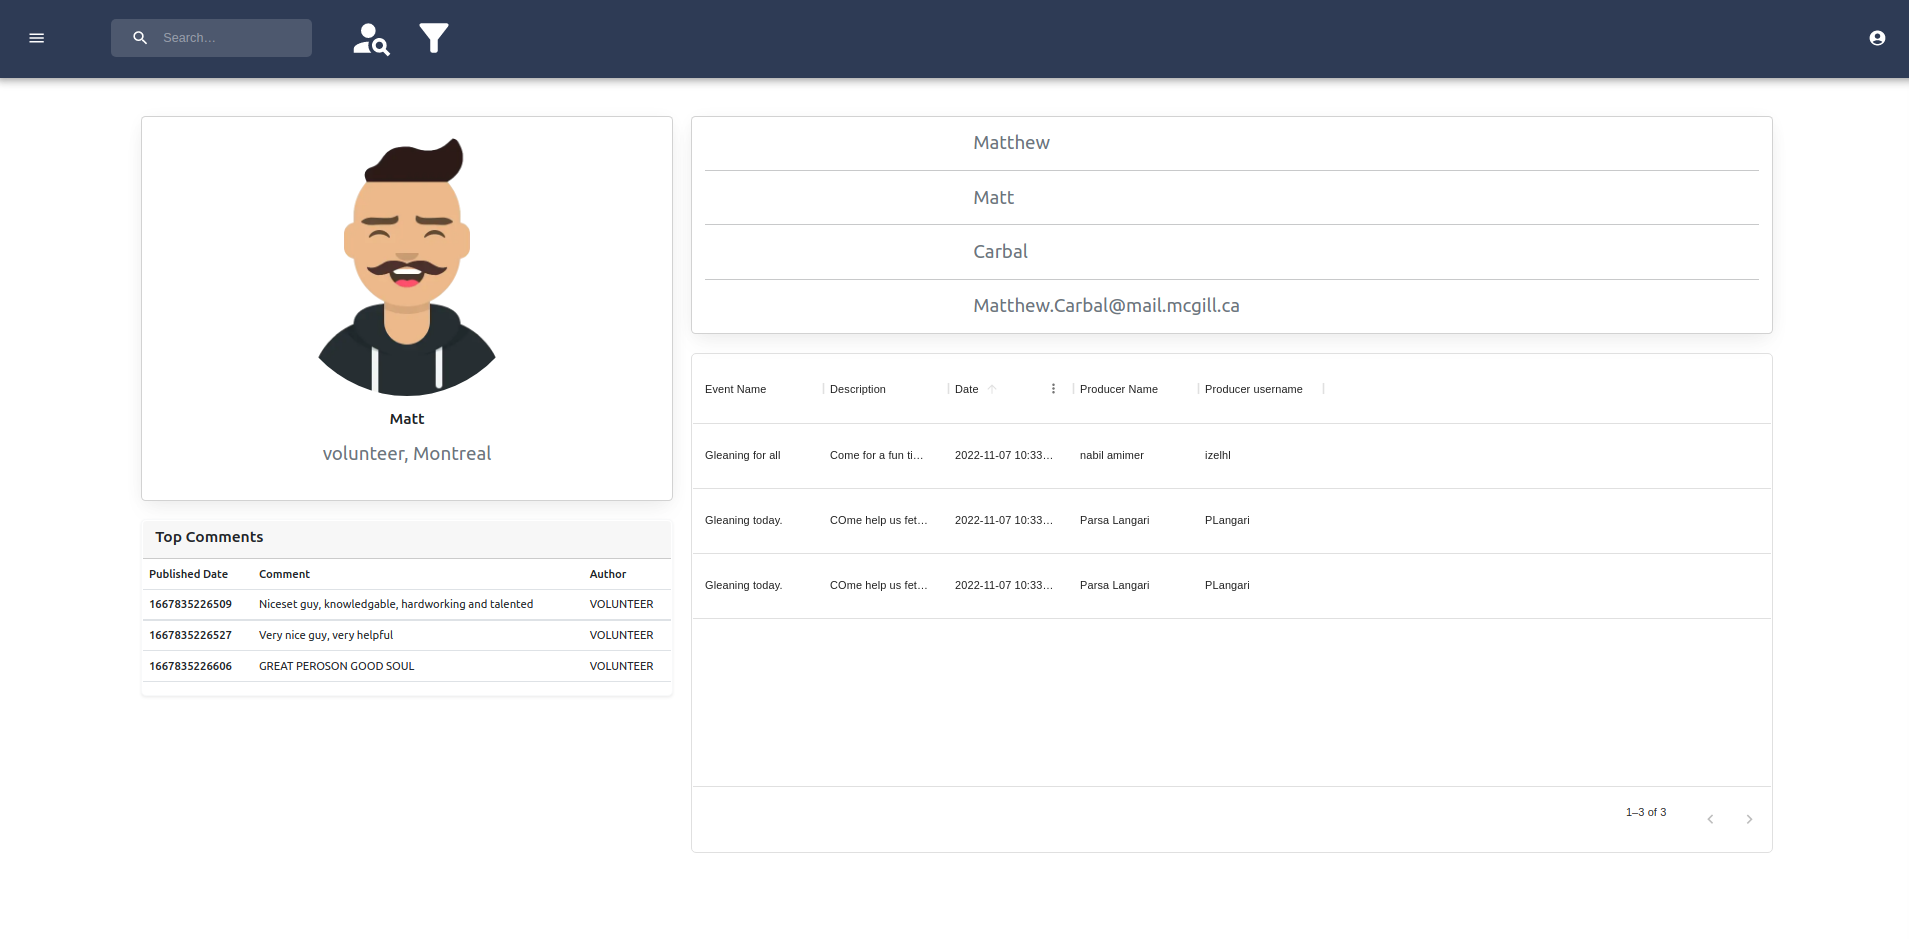 Search...
Matt
volunteer, Montreal
Top Comments
Published Date Comment Author
1667835226509 Niceset guy, knowledgable, hardworking and talented VOLUNTEER
1667835226527 Very nice guy, very helpful VOLUNTEER
1667835226606 GREAT PEROSON GOOD SOUL VOLUNTEER
Matthew
Matt
Carbal
Matthew.Carbal@mail.mcgill.ca
Event Name Description Date Producer Name Producer username
Gleaning for all Come for a fun ti... 2022-11-07 10:33... nabil amimer izelhl
Gleaning today. COme help us fet... 2022-11-07 10:33... Parsa Langari PLangari
Gleaning today. COme help us fet... 2022-11-07 10:33... Parsa Langari PLangari
1–3 of 3